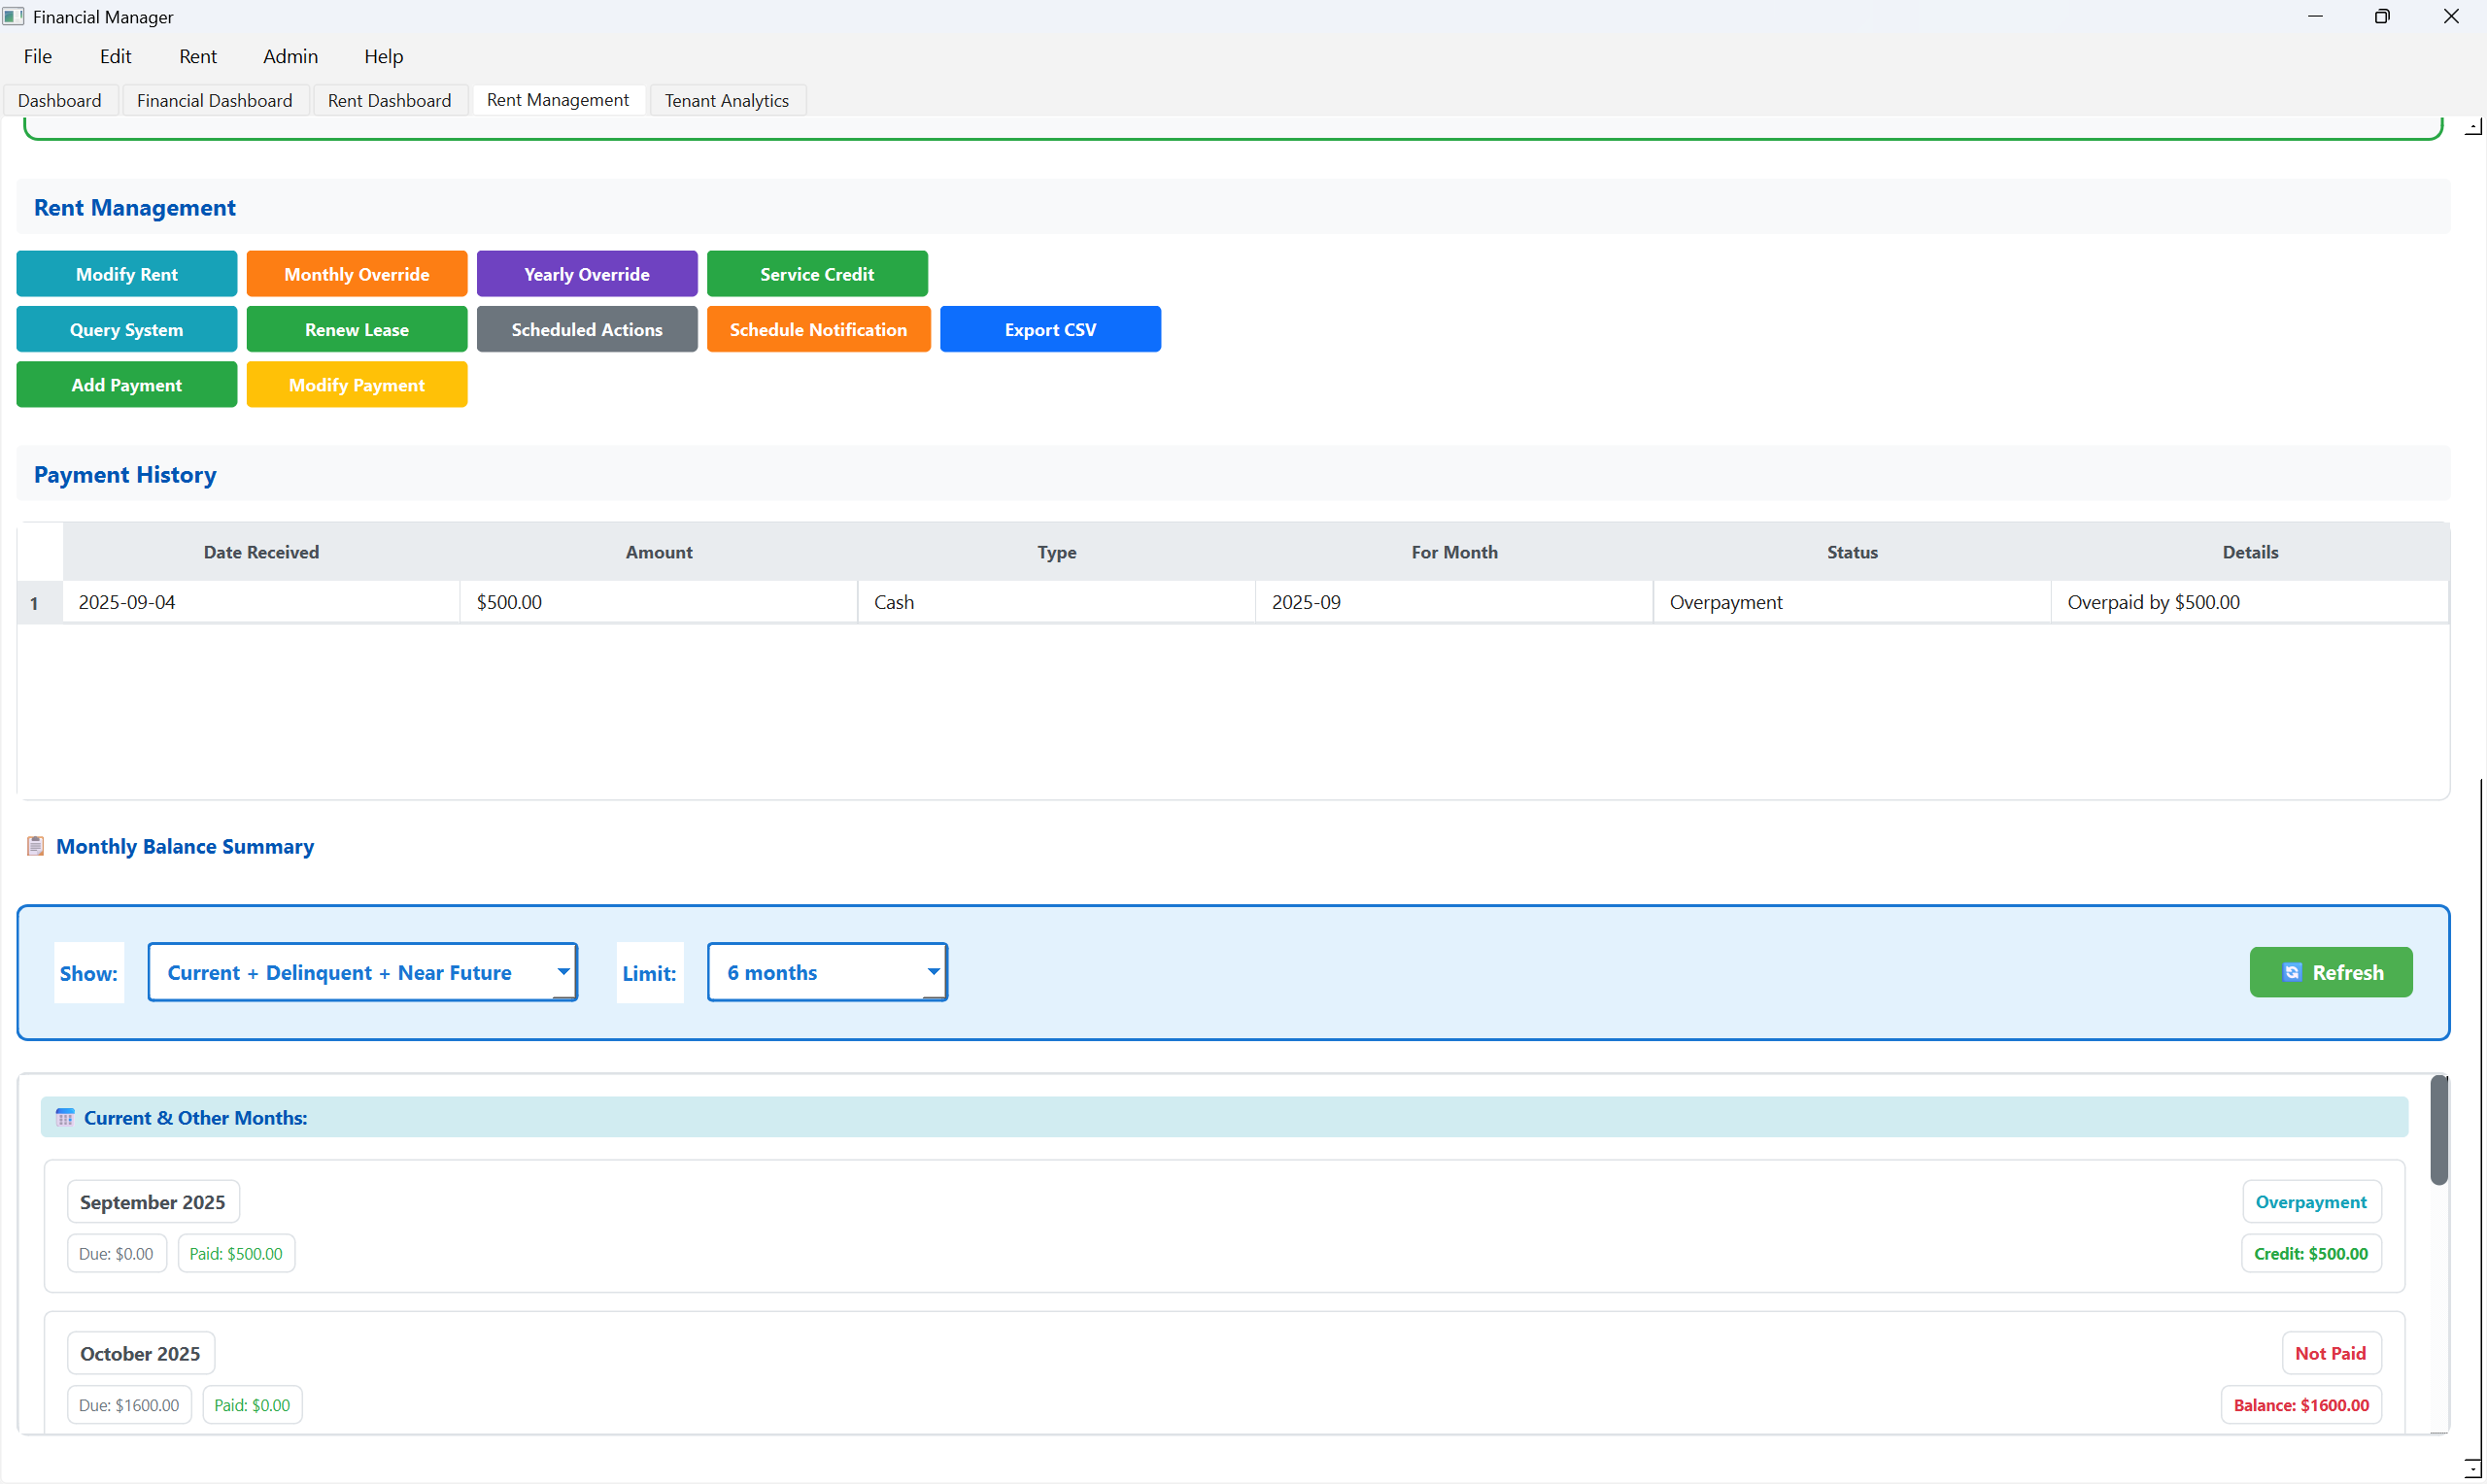 Financial Manager
File Edit Rent Admin Help
Dashboard Financial Dashboard Rent Dashboard Rent Management Tenant Analytics
Rent Management
Modify Rent Monthly Override Yearly Override Service Credit
Query System Renew Lease Scheduled Actions Schedule Notification Export CSV
Add Payment Modify Payment
Payment History
Date Received Amount Type For Month Status Details
1 2025-09-04 $500.00 Cash 2025-09 Overpayment Overpaid by $500.00
Monthly Balance Summary
Show: Current + Delinquent + Near Future Limit: 6 months Refresh
Current & Other Months:
September 2025 Overpayment
Due: $0.00 Paid: $500.00 Credit: $500.00
October 2025 Not Paid
Due: $1600.00 Paid: $0.00 Balance: $1600.00